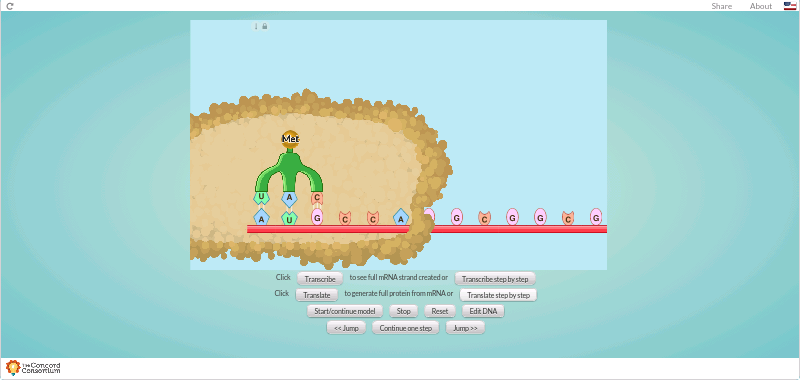 Share About
Met
U A C
A U G C C A G G C G G C G
Click Transcribe to see full mRNA strand created or Transcribe step by step
Click Translate to generate full protein from mRNA or Translate step by step
Start/continue model Stop Reset Edit DNA
<< Jump Continue one step Jump >>
The Concord
Consortium